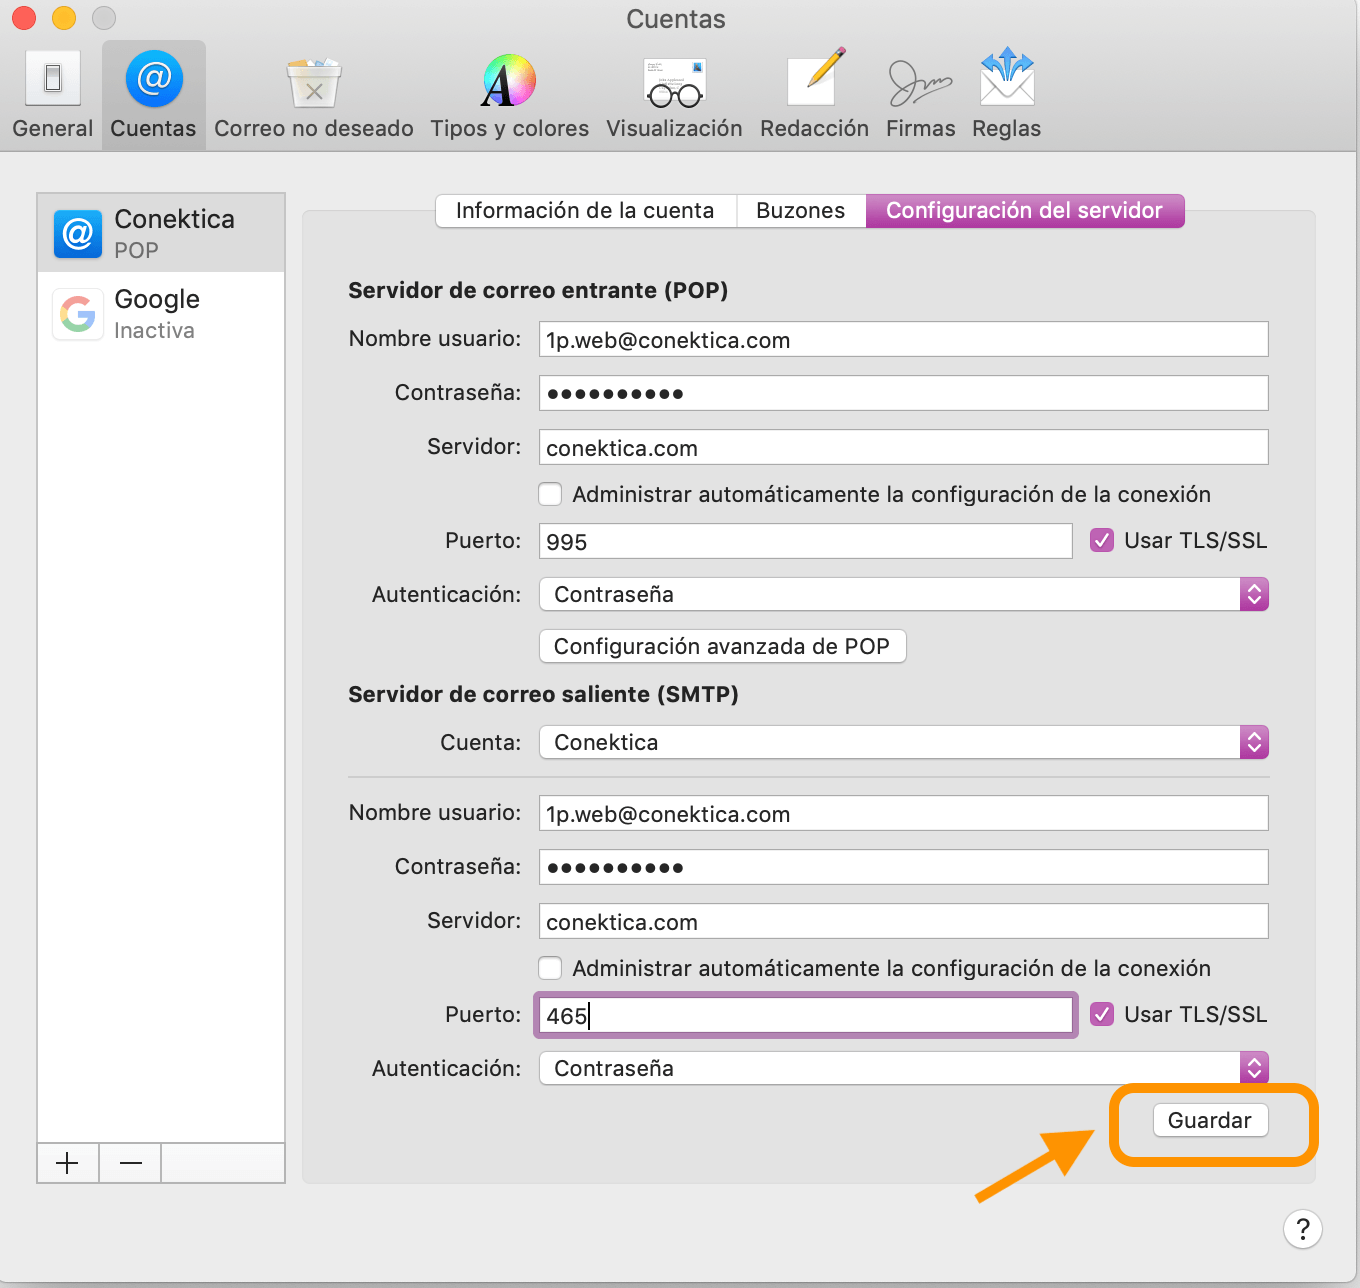 Cuentas
General
Cuentas
Correo no deseado
Tipos y colores
Visualización
Redacción
Firmas
Reglas
Conektica
POP
Google
Inactiva
Información de la cuenta
Buzones
Configuración del servidor
Servidor de correo entrante (POP)
Nombre usuario: 1p.web@conektica.com
Contraseña: ●●●●●●●●●●
Servidor: conektica.com
Administrar automáticamente la configuración de la conexión
Puerto: 995 Usar TLS/SSL
Autenticación: Contraseña
Configuración avanzada de POP
Servidor de correo saliente (SMTP)
Cuenta: Conektica
Nombre usuario: 1p.web@conektica.com
Contraseña: ●●●●●●●●●●
Servidor: conektica.com
Administrar automáticamente la configuración de la conexión
Puerto: 465 Usar TLS/SSL
Autenticación: Contraseña
Guardar
?